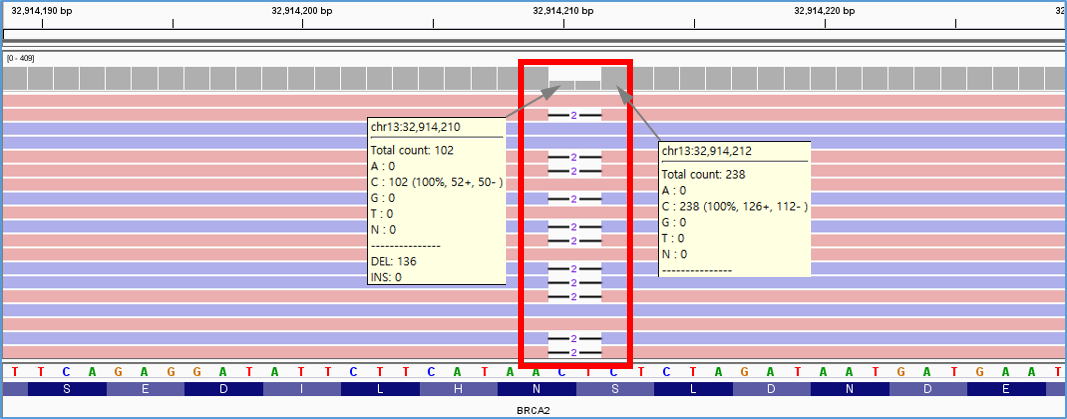 32,914,190 bp 32,914,200 bp 32,914,210 bp 32,914,220 bp 32
[0 - 409]
chr13:32,914,210
Total count: 102
A : 0
C : 102 (100%, 52+, 50- )
G : 0
T : 0
N : 0
---------------
DEL: 136
INS: 0
chr13:32,914,212
Total count: 238
A : 0
C : 238 (100%, 126+, 112- )
G : 0
T : 0
N : 0
---------------
2
2
2
2
2
2
2
2
2
2
2
T T C A G A G G A T A T T C T T C A T A A C T C T C T A G A T A A T G A T G A A T
S E D I L H N S L D N D E
BRCA2